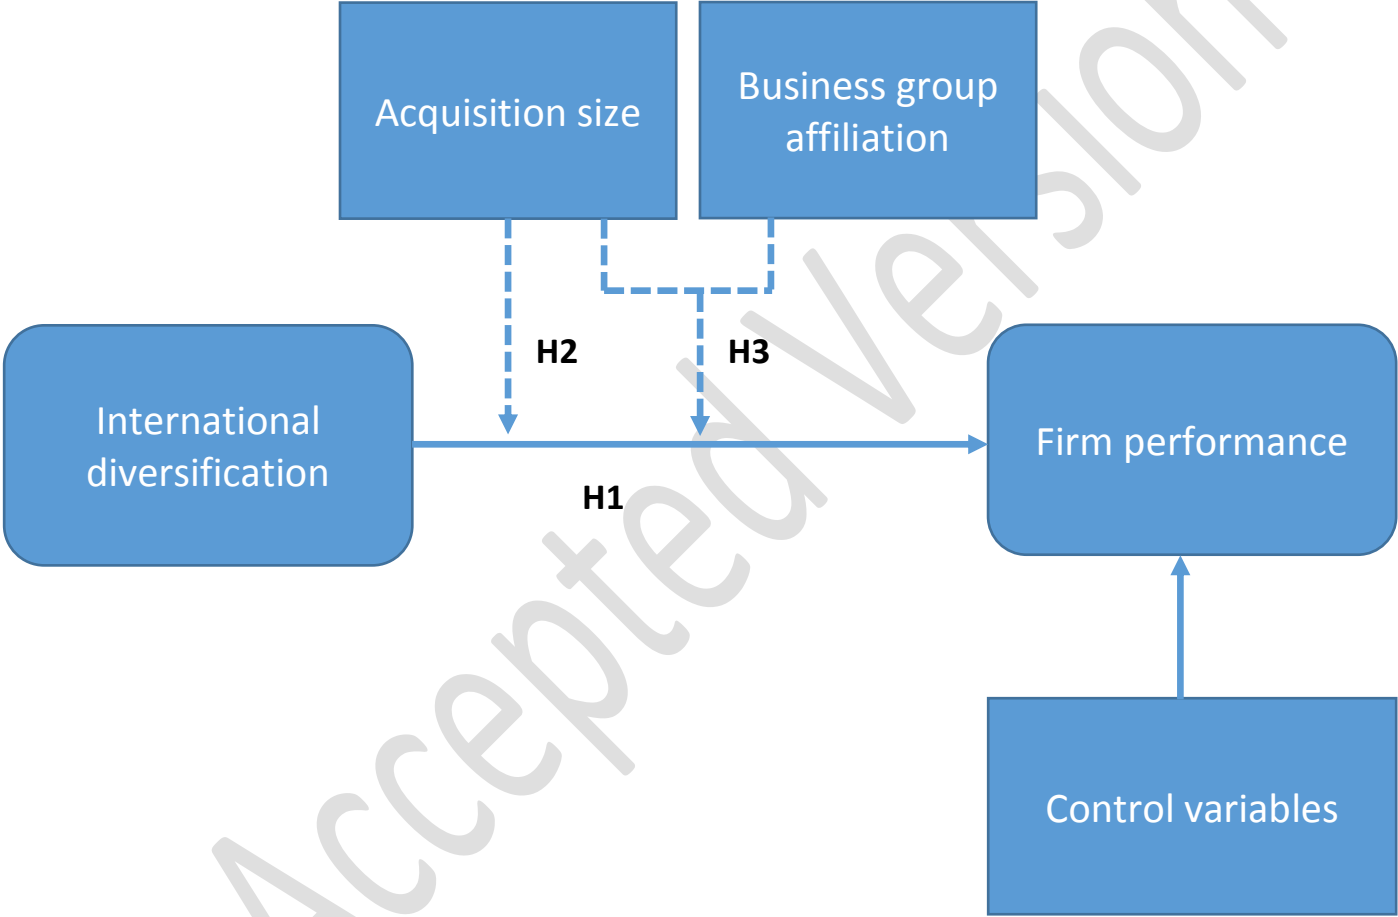 Acquisition size
Business group
affiliation
H2
H3
International
diversification
Firm performance
H1
Control variables
Accepted Version